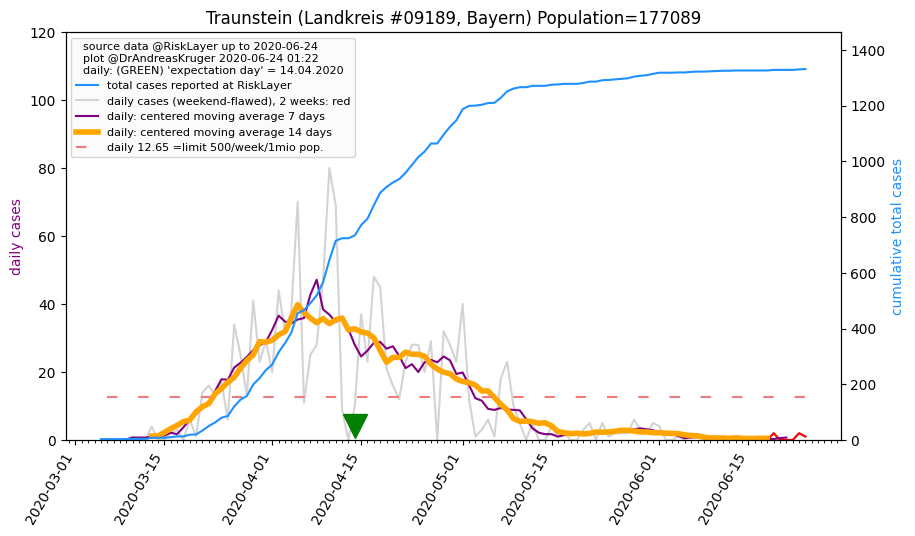 Traunstein (Landkreis #09189, Bayern) Population=177089
source data @RiskLayer up to 2020-06-24
plot @DrAndreasKruger 2020-06-24 01:22
daily: (GREEN) 'expectation day' = 14.04.2020
total cases reported at RiskLayer
daily cases (weekend-flawed), 2 weeks: red
daily: centered moving average 7 days
daily: centered moving average 14 days
daily 12.65 =limit 500/week/1mio pop.
daily cases
120
100
80
60
40
20
0
cumulative total cases
1400
1200
1000
800
600
400
200
0
2020-03-01
2020-03-15
2020-04-01
2020-04-15
2020-05-01
2020-05-15
2020-06-01
2020-06-15